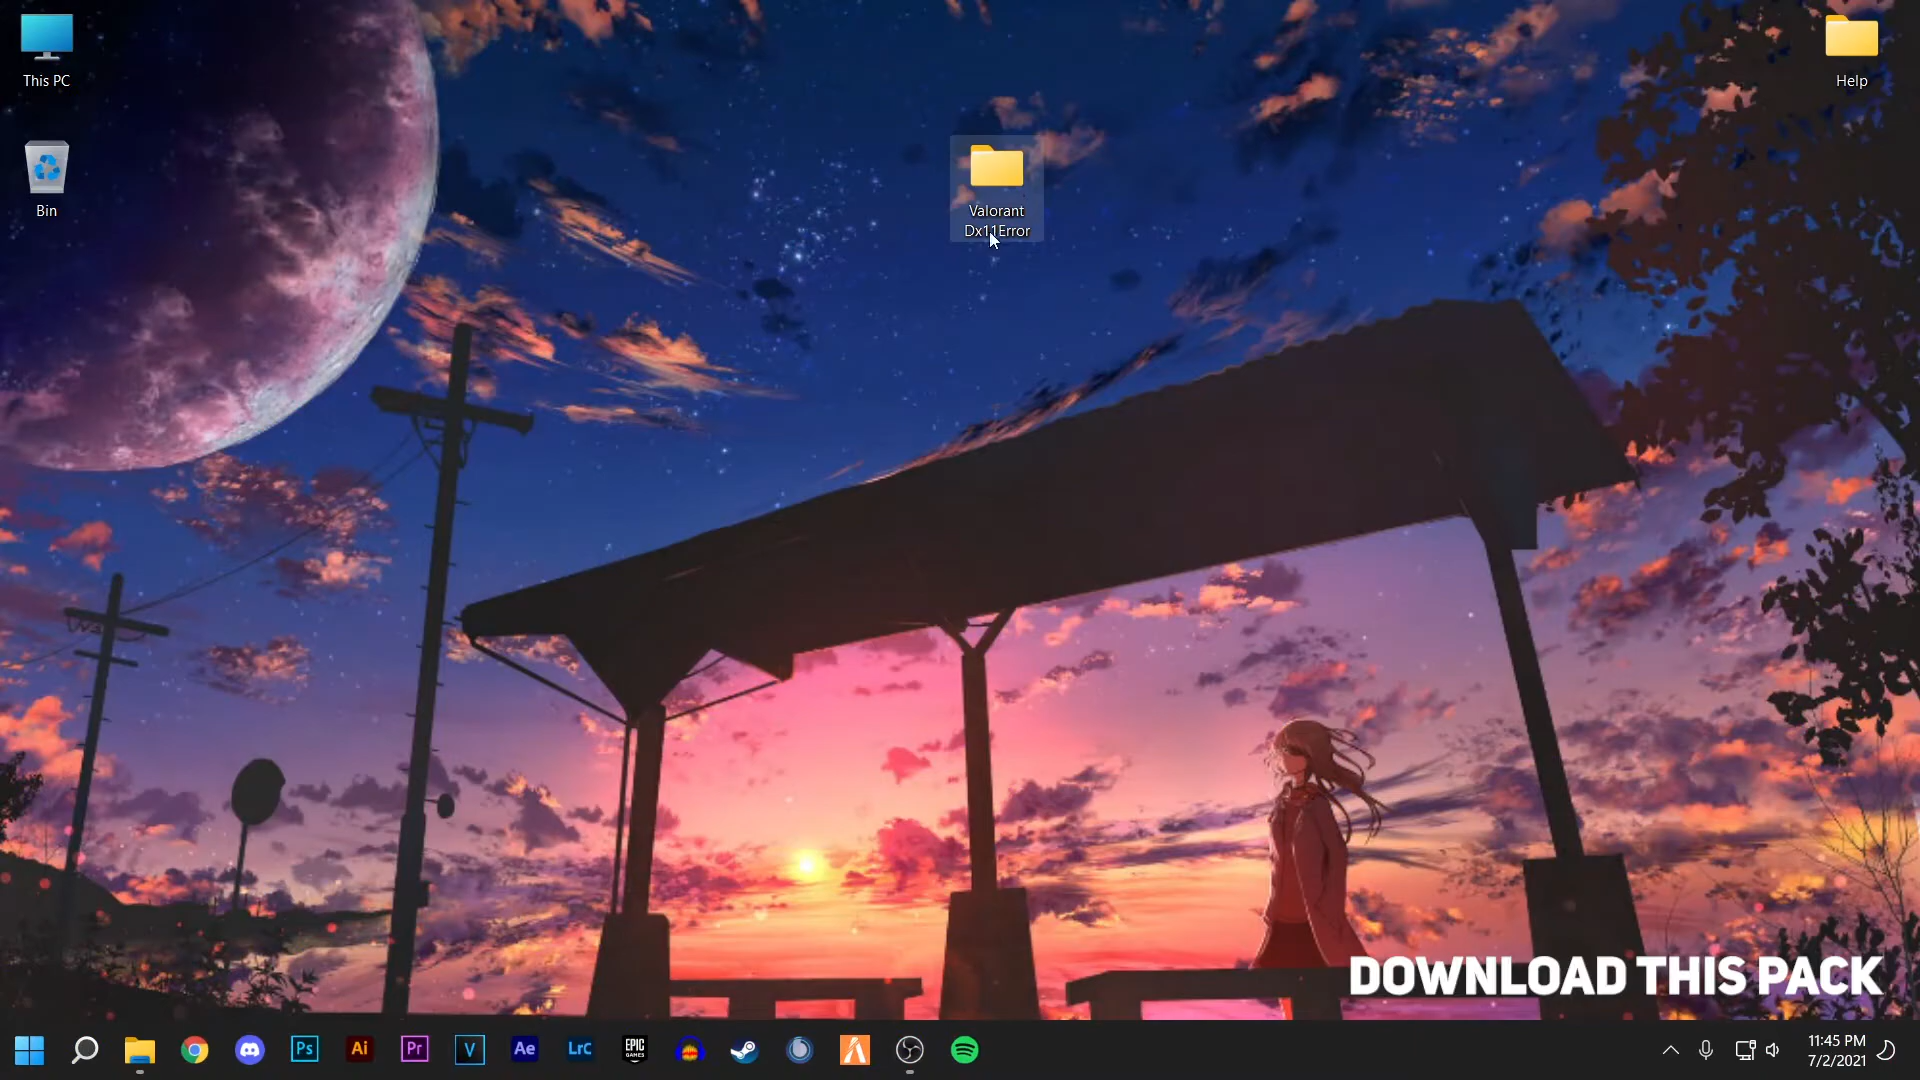 This PC
Help
Bin
Valorant
Dx11Error
DOWNLOAD THIS PACK
Ps
Ai
Pr
V
Ae
LrC
EPIC
GAMES
11:45 PM
7/2/2021